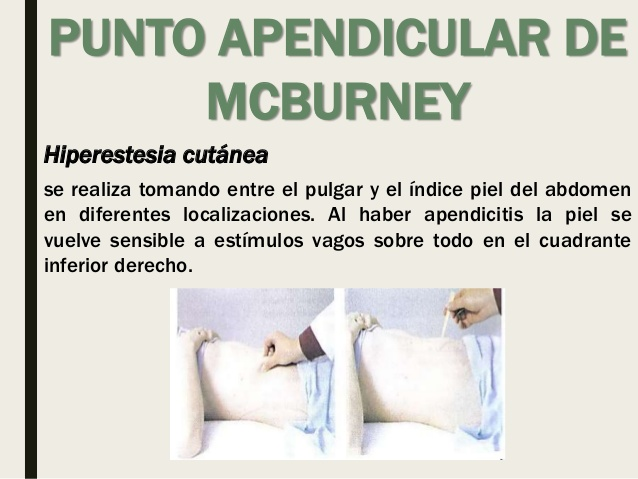 PUNTO APENDICULAR DE
MCBURNEY
Hiperestesia cutánea
se realiza tomando entre el pulgar y el índice piel del abdomen
en diferentes localizaciones. Al haber apendicitis la piel se
vuelve sensible a estímulos vagos sobre todo en el cuadrante
inferior derecho.